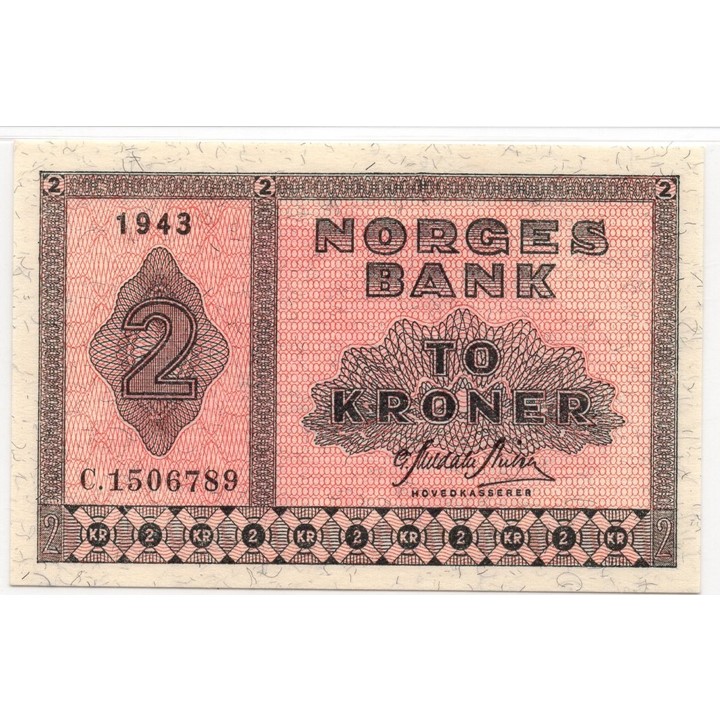 2 2 2
1943
2
C.1506789
NORGES
BANK
TO
KRONER
HOVEDKASSERER
2 KR 2 KR 2 KR 2 KR 2 KR 2 KR 2